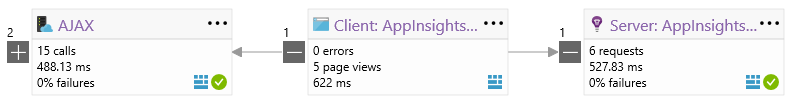 2
AJAX
15 calls
488.13 ms
0% failures
1
Client: AppInsights...
0 errors
5 page views
622 ms
1
Server: AppInsights...
6 requests
527.83 ms
0% failures